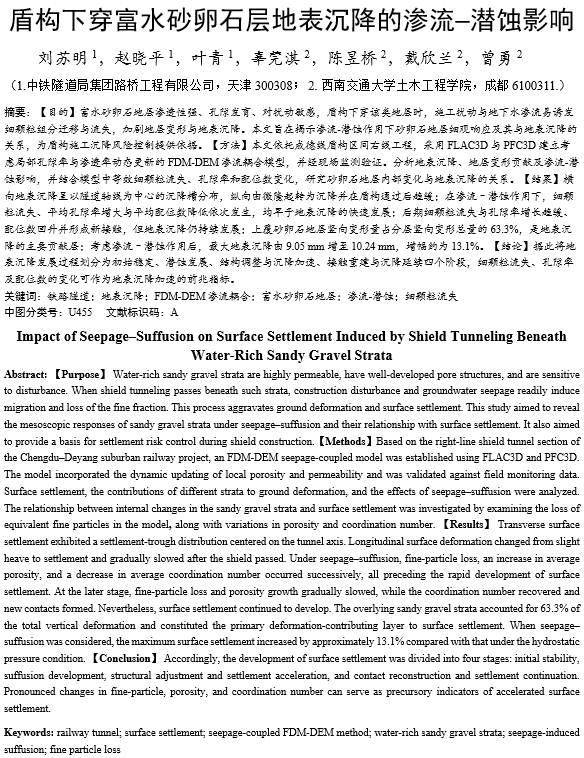 盾构下穿富水砂卵石层地表沉降的渗流–潜蚀影响
刘苏明 1，赵晓平 1，叶青 1，辜莞淇 2，陈昱桥 2，戴欣兰 2，曾勇 2
（1.中铁隧道局集团路桥工程有限公司，天津 300308； 2. 西南交通大学土木工程学院，成都 6100311.）
摘要：【目的】富水砂卵石地层渗透性强、孔隙发育、对扰动敏感，盾构下穿该类地层时，施工扰动与地下水渗流易诱发
细颗粒组分迁移与流失，加剧地层变形与地表沉降。本文旨在揭示渗流-潜蚀作用下砂卵石地层细观响应及其与地表沉降的
关系，为盾构施工沉降风险控制提供依据。【方法】本文依托成德线盾构区间右线工程，采用 FLAC3D 与 PFC3D 建立考
虑局部孔隙率与渗透率动态更新的 FDM-DEM 渗流耦合模型，并经现场监测验证。分析地表沉降、地层变形贡献及渗流-潜
蚀影响，并结合模型中等效细颗粒流失、孔隙率和配位数变化，研究砂卵石地层内部变化与地表沉降的关系。【结果】横
向地表沉降呈以隧道轴线为中心的沉降槽分布，纵向由微隆起转为沉降并在盾构通过后趋缓；在渗流–潜蚀作用下，细颗
粒流失、平均孔隙率增大与平均配位数降低依次发生，均早于地表沉降的快速发展；后期细颗粒流失与孔隙率增长趋缓、
配位数回升并形成新接触，但地表沉降仍持续发展；上覆砂卵石地层竖向变形量占分层竖向变形总量的 63.3%，是地表沉
降的主要贡献层；考虑渗流–潜蚀作用后，最大地表沉降由 9.05 mm 增至 10.24 mm，增幅约为 13.1%。【结论】据此将地
表沉降发展过程划分为初始稳定、潜蚀发展、结构调整与沉降加速、接触重建与沉降延续四个阶段，细颗粒流失、孔隙率
及配位数的变化可作为地表沉降加速的前兆指标。
关键词：铁路隧道；地表沉降；FDM-DEM 渗流耦合；富水砂卵石地层；渗流-潜蚀；细颗粒流失
中图分类号：U455 文献标识码：A
Impact of Seepage–Suffusion on Surface Settlement Induced by Shield Tunneling Beneath
Water-Rich Sandy Gravel Strata
Abstract: 【Purpose】 Water-rich sandy gravel strata are highly permeable, have well-developed pore structures, and are sensitive
to disturbance. When shield tunneling passes beneath such strata, construction disturbance and groundwater seepage readily induce
migration and loss of the fine fraction. This process aggravates ground deformation and surface settlement. This study aimed to reveal
the mesoscopic responses of sandy gravel strata under seepage–suffusion and their relationship with surface settlement. It also aimed
to provide a basis for settlement risk control during shield construction.【Methods】Based on the right-line shield tunnel section of
the Chengdu–Deyang suburban railway project, an FDM-DEM seepage-coupled model was established using FLAC3D and PFC3D.
The model incorporated the dynamic updating of local porosity and permeability and was validated against field monitoring data.
Surface settlement, the contributions of different strata to ground deformation, and the effects of seepage–suffusion were analyzed.
The relationship between internal changes in the sandy gravel strata and surface settlement was investigated by examining the loss of
equivalent fine particles in the model, along with variations in porosity and coordination number. 【Results】 Transverse surface
settlement exhibited a settlement-trough distribution centered on the tunnel axis. Longitudinal surface deformation changed from slight
heave to settlement and gradually slowed after the shield passed. Under seepage–suffusion, fine-particle loss, an increase in average
porosity, and a decrease in average coordination number occurred successively, all preceding the rapid development of surface
settlement. At the later stage, fine-particle loss and porosity growth gradually slowed, while the coordination number recovered and
new contacts formed. Nevertheless, surface settlement continued to develop. The overlying sandy gravel strata accounted for 63.3% of
the total vertical deformation and constituted the primary deformation-contributing layer to surface settlement. When seepage–
suffusion was considered, the maximum surface settlement increased by approximately 13.1% compared with that under the hydrostatic
pressure condition. 【Conclusion】 Accordingly, the development of surface settlement was divided into four stages: initial stability,
suffusion development, structural adjustment and settlement acceleration, and contact reconstruction and settlement continuation.
Pronounced changes in fine-particle, porosity, and coordination number can serve as precursory indicators of accelerated surface
settlement.
Keywords: railway tunnel; surface settlement; seepage-coupled FDM-DEM method; water-rich sandy gravel strata; seepage-induced
suffusion; fine particle loss